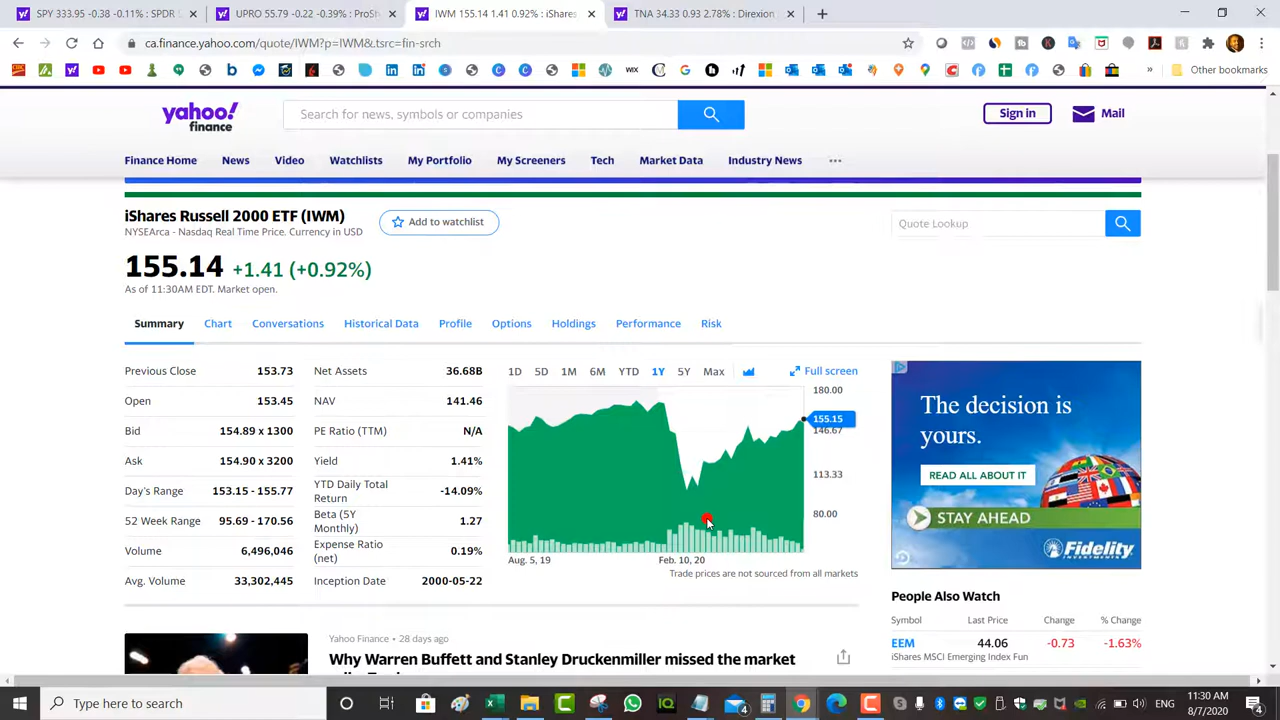 SPY 333.95 -0.38 -0.11% : SPDR
UPRO 55.79 -0.22 -0.39% : ProSh
IWM 155.14 1.41 0.92% : iShares
TNA 34.33 0.93 2.78% : Direxion
ca.finance.yahoo.com/quote/IWM?p=IWM&.tsrc=fin-srch
Other bookmarks
yahoo!
finance
Search for news, symbols or companies
Sign in
Mail
Finance Home
News
Video
Watchlists
My Portfolio
My Screeners
Tech
Market Data
Industry News
iShares Russell 2000 ETF (IWM)
NYSEArca - Nasdaq Real Time Price. Currency in USD
Add to watchlist
Quote Lookup
155.14 +1.41 (+0.92%)
As of 11:30AM EDT. Market open.
Summary
Chart
Conversations
Historical Data
Profile
Options
Holdings
Performance
Risk
Previous Close 153.73
Open 153.45
Bid 154.89 x 1300
Ask 154.90 x 3200
Day's Range 153.15 - 155.77
52 Week Range 95.69 - 170.56
Volume 6,496,046
Avg. Volume 33,302,445
Net Assets 36.68B
NAV 141.46
PE Ratio (TTM) N/A
Yield 1.41%
YTD Daily Total
Return -14.09%
Beta (5Y
Monthly) 1.27
Expense Ratio
(net) 0.19%
Inception Date 2000-05-22
1D 5D 1M 6M YTD 1Y 5Y Max
Full screen
180.00
155.15
146.67
113.33
80.00
Aug. 5, 19
Feb. 10, 20
Trade prices are not sourced from all markets
The decision is
yours.
READ ALL ABOUT IT
STAY AHEAD
Fidelity
INVESTMENTS
People Also Watch
Symbol Last Price Change % Change
EEM 44.06 -0.73 -1.63%
iShares MSCI Emerging Index Fun
Yahoo Finance • 28 days ago
Why Warren Buffett and Stanley Druckenmiller missed the market
Type here to search
4
ENG
11:30 AM
8/7/2020